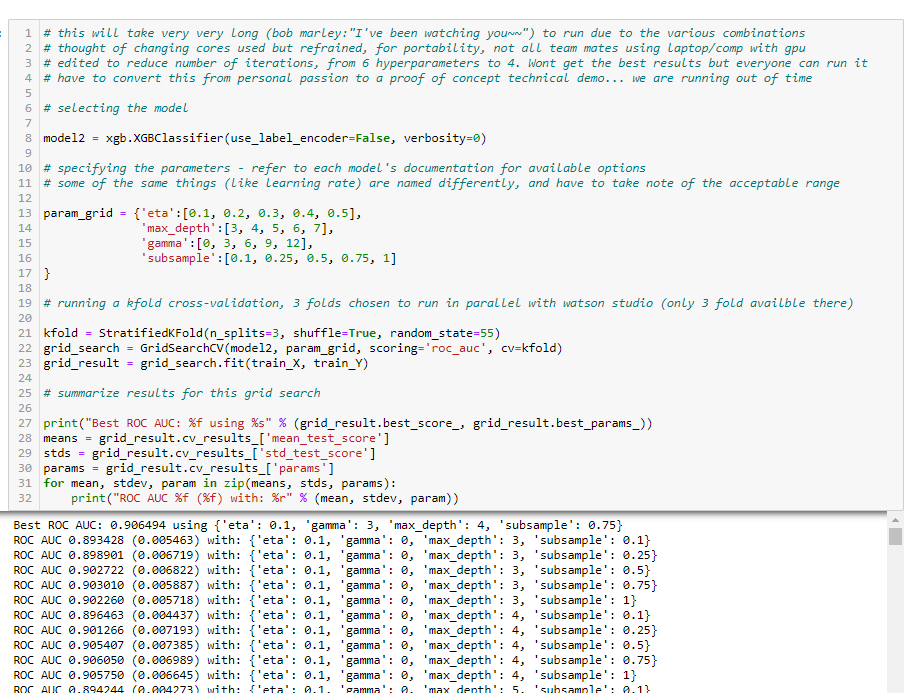 1 # this will take very very long (bob marley:"I've been watching you~~") to run due to the various combinations
2 # thought of changing cores used but refrained, for portability, not all team mates using laptop/comp with gpu
3 # edited to reduce number of iterations, from 6 hyperparameters to 4. Wont get the best results but everyone can run it
4 # have to convert this from personal passion to a proof of concept technical demo... we are running out of time
5
6 # selecting the model
7
8 model2 = xgb.XGBClassifier(use_label_encoder=False, verbosity=0)
9
10 # specifying the parameters - refer to each model's documentation for available options
11 # some of the same things (like learning rate) are named differently, and have to take note of the acceptable range
12
13 param_grid = {'eta':[0.1, 0.2, 0.3, 0.4, 0.5],
14 'max_depth':[3, 4, 5, 6, 7],
15 'gamma':[0, 3, 6, 9, 12],
16 'subsample':[0.1, 0.25, 0.5, 0.75, 1]
17 }
18
19 # running a kfold cross-validation, 3 folds chosen to run in parallel with watson studio (only 3 fold availble there)
20
21 kfold = StratifiedKFold(n_splits=3, shuffle=True, random_state=55)
22 grid_search = GridSearchCV(model2, param_grid, scoring='roc_auc', cv=kfold)
23 grid_result = grid_search.fit(train_X, train_Y)
24
25 # summarize results for this grid search
26
27 print("Best ROC AUC: %f using %s" % (grid_result.best_score_, grid_result.best_params_))
28 means = grid_result.cv_results_['mean_test_score']
29 stds = grid_result.cv_results_['std_test_score']
30 params = grid_result.cv_results_['params']
31 for mean, stdev, param in zip(means, stds, params):
32 print("ROC AUC %f (%f) with: %r" % (mean, stdev, param))
Best ROC AUC: 0.906494 using {'eta': 0.1, 'gamma': 3, 'max_depth': 4, 'subsample': 0.75}
ROC AUC 0.893428 (0.005463) with: {'eta': 0.1, 'gamma': 0, 'max_depth': 3, 'subsample': 0.1}
ROC AUC 0.898901 (0.006719) with: {'eta': 0.1, 'gamma': 0, 'max_depth': 3, 'subsample': 0.25}
ROC AUC 0.902722 (0.006822) with: {'eta': 0.1, 'gamma': 0, 'max_depth': 3, 'subsample': 0.5}
ROC AUC 0.903010 (0.005887) with: {'eta': 0.1, 'gamma': 0, 'max_depth': 3, 'subsample': 0.75}
ROC AUC 0.902260 (0.005718) with: {'eta': 0.1, 'gamma': 0, 'max_depth': 3, 'subsample': 1}
ROC AUC 0.896463 (0.004437) with: {'eta': 0.1, 'gamma': 0, 'max_depth': 4, 'subsample': 0.1}
ROC AUC 0.901266 (0.007193) with: {'eta': 0.1, 'gamma': 0, 'max_depth': 4, 'subsample': 0.25}
ROC AUC 0.905407 (0.007385) with: {'eta': 0.1, 'gamma': 0, 'max_depth': 4, 'subsample': 0.5}
ROC AUC 0.906050 (0.006989) with: {'eta': 0.1, 'gamma': 0, 'max_depth': 4, 'subsample': 0.75}
ROC AUC 0.905750 (0.006645) with: {'eta': 0.1, 'gamma': 0, 'max_depth': 4, 'subsample': 1}
ROC AUC 0.894244 (0.004273) with: {'eta': 0.1, 'gamma': 0, 'max_depth': 5, 'subsample': 0.1}